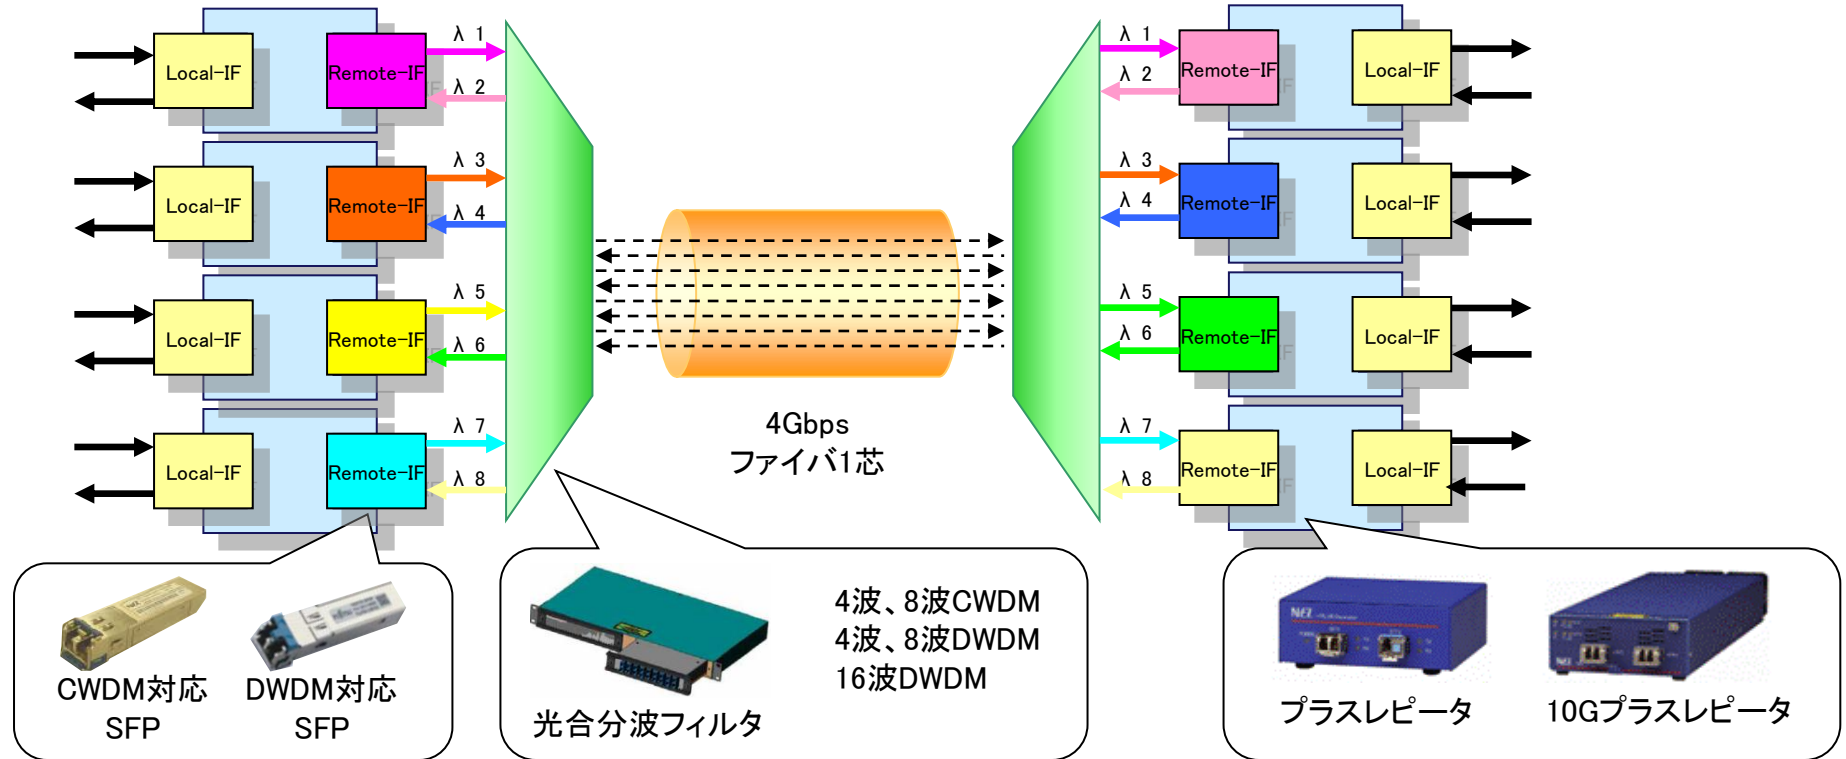 λ 1
Local-IF
Remote-IF
λ 2
λ 3
Local-IF
Remote-IF
λ 4
λ 5
Local-IF
Remote-IF
λ 6
λ 7
Local-IF
Remote-IF
λ 8
4Gbps
ファイバ1芯
λ 1
Remote-IF
Local-IF
λ 2
λ 3
Remote-IF
Local-IF
λ 4
λ 5
Remote-IF
Local-IF
λ 6
λ 7
Remote-IF
Local-IF
λ 8
CWDM対応
SFP
DWDM対応
SFP
4波、8波CWDM
4波、8波DWDM
16波DWDM
光合分波フィルタ
プラスレピータ
10Gプラスレピータ